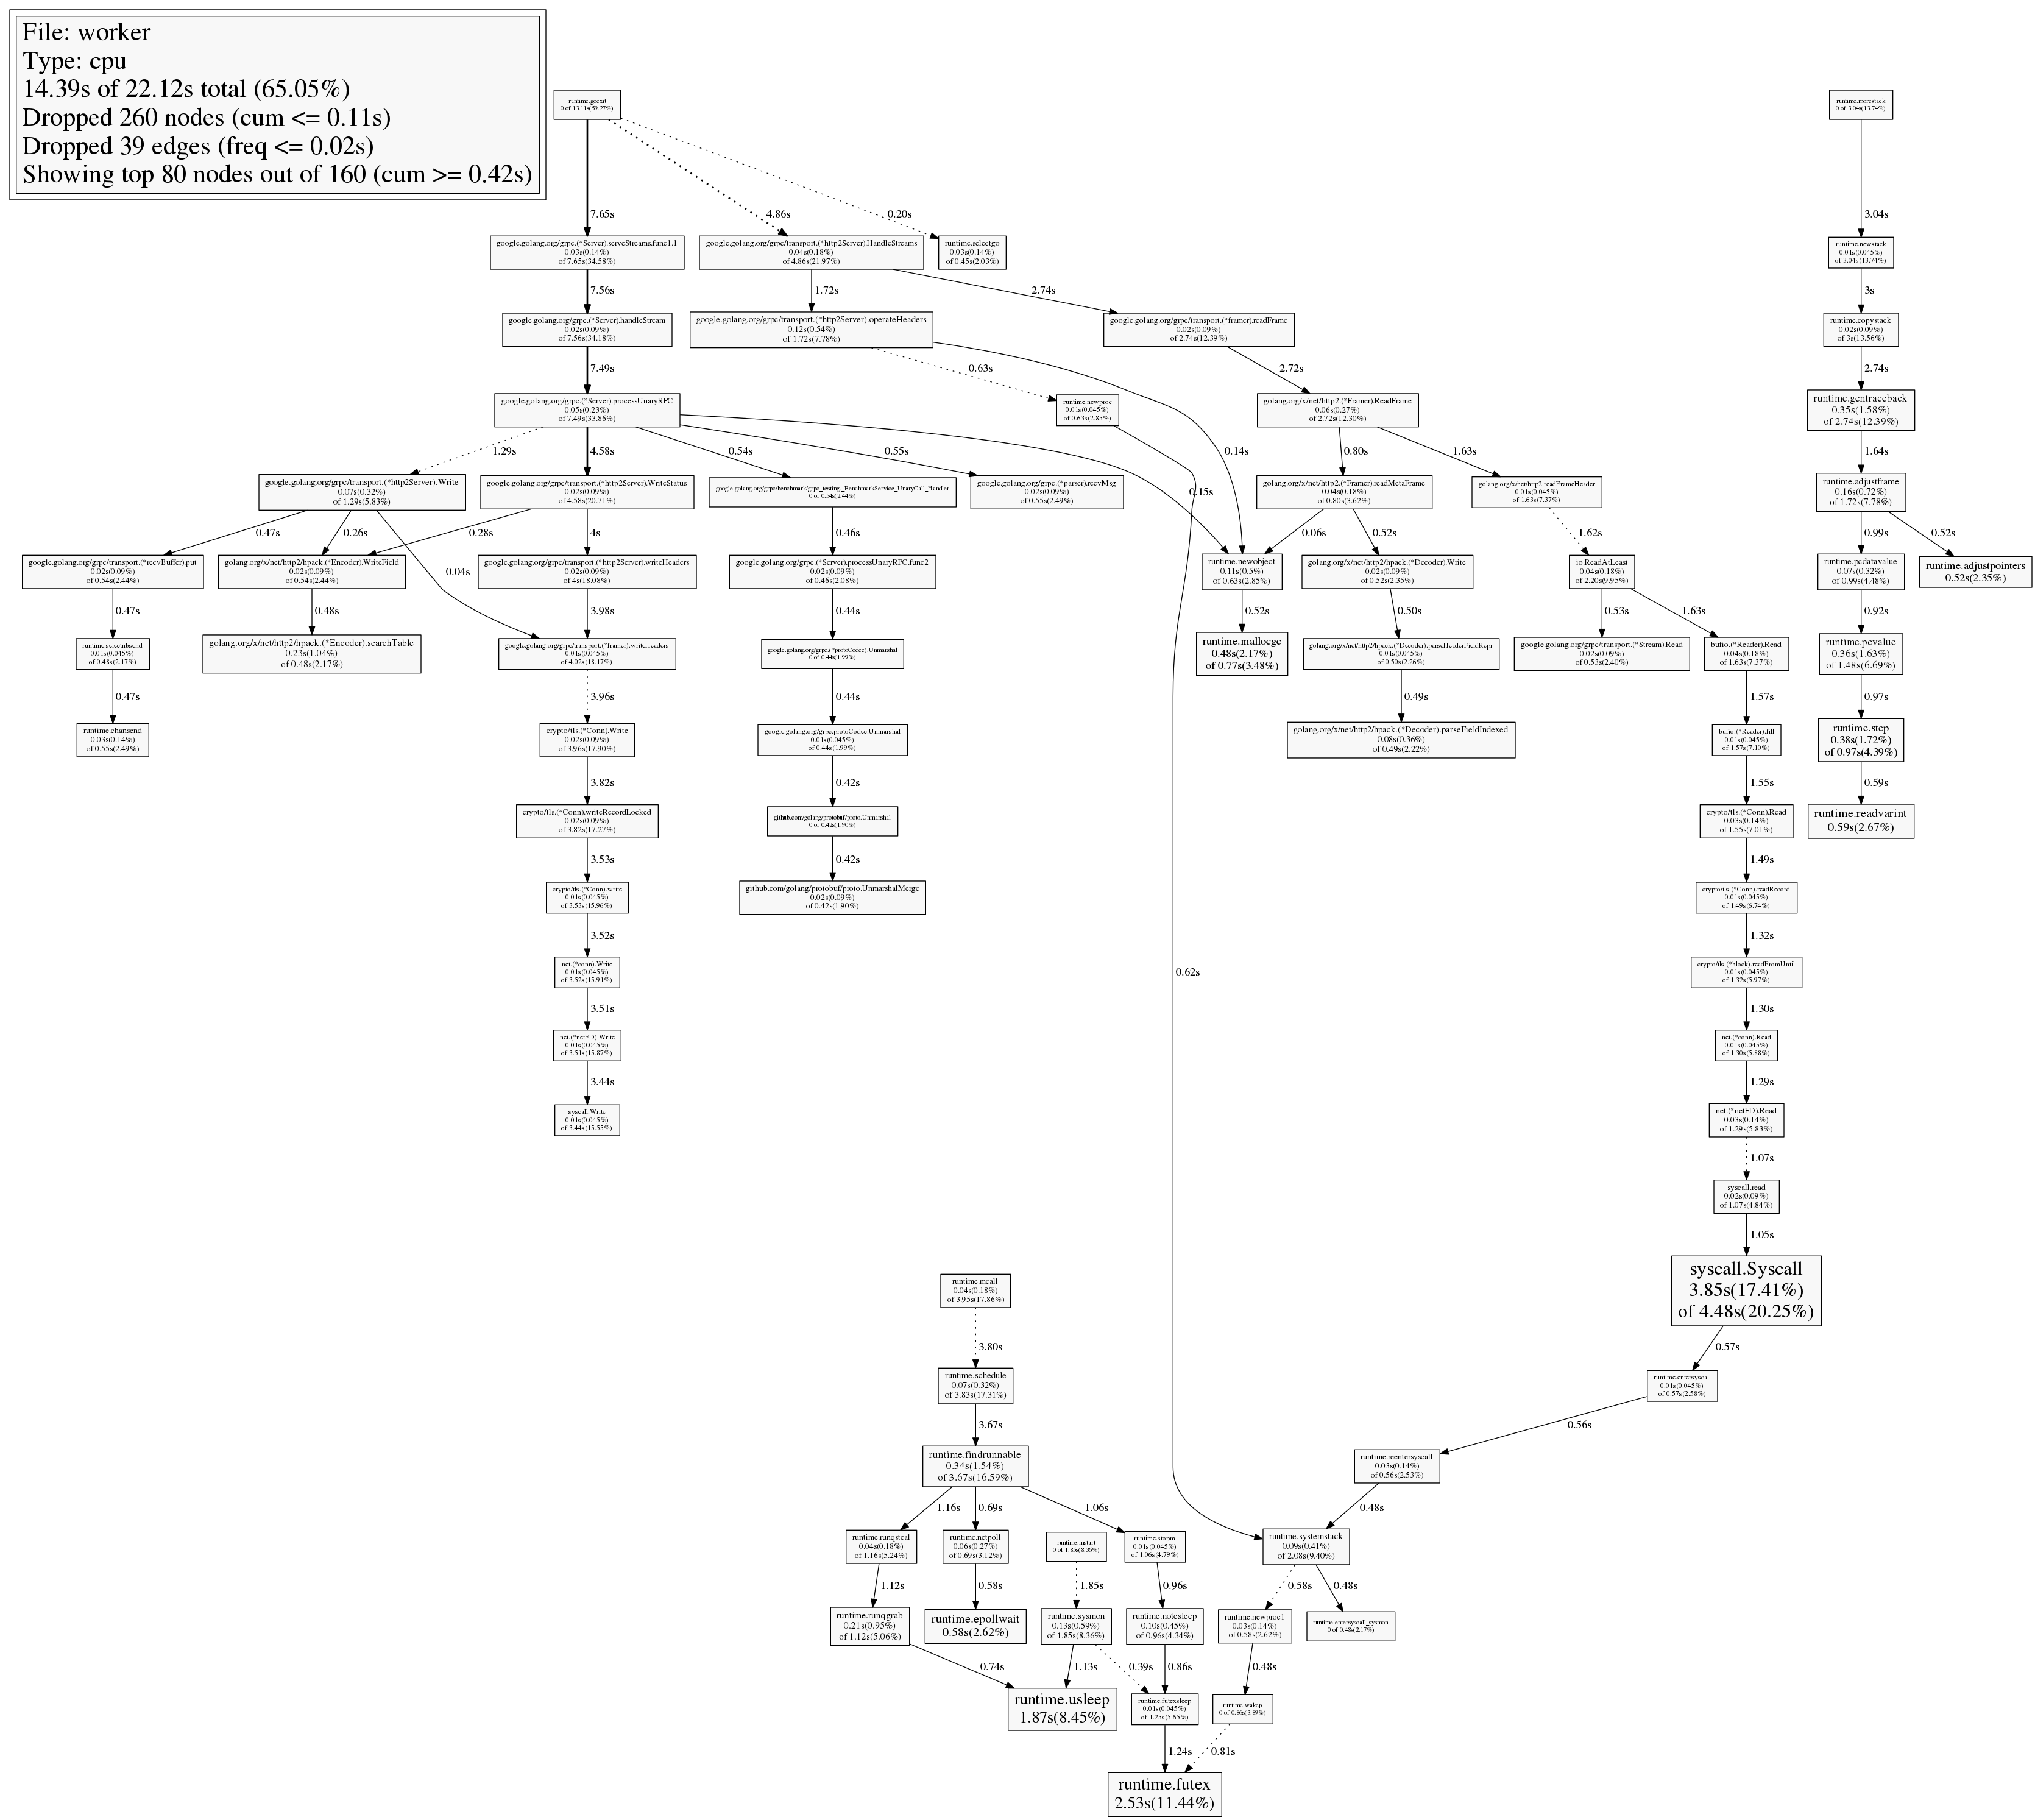 File: worker
Type: cpu
14.39s of 22.12s total (65.05%)
Dropped 260 nodes (cum <= 0.11s)
Dropped 39 edges (freq <= 0.02s)
Showing top 80 nodes out of 160 (cum >= 0.42s)
runtime.goexit
0 of 13.11s(59.27%)
runtime.morestack
0 of 3.04s(13.74%)
7.65s
4.86s
0.20s
3.04s
google.golang.org/grpc.(*Server).serveStreams.func1.1
0.03s(0.14%)
of 7.65s(34.58%)
google.golang.org/grpc/transport.(*http2Server).HandleStreams
0.04s(0.18%)
of 4.86s(21.97%)
runtime.selectgo
0.03s(0.14%)
of 0.45s(2.03%)
runtime.newstack
0.01s(0.045%)
of 3.04s(13.74%)
7.56s
1.72s
2.74s
3s
google.golang.org/grpc.(*Server).handleStream
0.02s(0.09%)
of 7.56s(34.18%)
google.golang.org/grpc/transport.(*http2Server).operateHeaders
0.12s(0.54%)
of 1.72s(7.78%)
google.golang.org/grpc/transport.(*framer).readFrame
0.02s(0.09%)
of 2.74s(12.39%)
runtime.copystack
0.02s(0.09%)
of 3s(13.56%)
7.49s
0.63s
2.72s
2.74s
google.golang.org/grpc.(*Server).processUnaryRPC
0.05s(0.23%)
of 7.49s(33.86%)
runtime.newproc
0.01s(0.045%)
of 0.63s(2.85%)
golang.org/x/net/http2.(*Framer).ReadFrame
0.06s(0.27%)
of 2.72s(12.30%)
runtime.gentraceback
0.35s(1.58%)
of 2.74s(12.39%)
1.29s
4.58s
0.54s
0.55s
0.14s
0.80s
1.63s
1.64s
google.golang.org/grpc/transport.(*http2Server).Write
0.07s(0.32%)
of 1.29s(5.83%)
google.golang.org/grpc/transport.(*http2Server).WriteStatus
0.02s(0.09%)
of 4.58s(20.71%)
google.golang.org/grpc/benchmark/grpc_testing._BenchmarkService_UnaryCall_Handler
0 of 0.54s(2.44%)
google.golang.org/grpc.(*parser).recvMsg
0.02s(0.09%)
of 0.55s(2.49%)
0.15s
golang.org/x/net/http2.(*Framer).readMetaFrame
0.04s(0.18%)
of 0.80s(3.62%)
golang.org/x/net/http2.readFrameHeader
0.01s(0.045%)
of 1.63s(7.37%)
runtime.adjustframe
0.16s(0.72%)
of 1.72s(7.78%)
0.47s
0.26s
0.28s
4s
0.46s
0.06s
0.52s
1.62s
0.99s
0.52s
google.golang.org/grpc/transport.(*recvBuffer).put
0.02s(0.09%)
of 0.54s(2.44%)
golang.org/x/net/http2/hpack.(*Encoder).WriteField
0.02s(0.09%)
of 0.54s(2.44%)
0.04s
google.golang.org/grpc/transport.(*http2Server).writeHeaders
0.02s(0.09%)
of 4s(18.08%)
google.golang.org/grpc.(*Server).processUnaryRPC.func2
0.02s(0.09%)
of 0.46s(2.08%)
runtime.newobject
0.11s(0.5%)
of 0.63s(2.85%)
golang.org/x/net/http2/hpack.(*Decoder).Write
0.02s(0.09%)
of 0.52s(2.35%)
io.ReadAtLeast
0.04s(0.18%)
of 2.20s(9.95%)
runtime.pcdatavalue
0.07s(0.32%)
of 0.99s(4.48%)
runtime.adjustpointers
0.52s(2.35%)
0.47s
0.48s
3.98s
0.44s
0.52s
0.50s
0.53s
1.63s
0.92s
runtime.selectnbsend
0.01s(0.045%)
of 0.48s(2.17%)
golang.org/x/net/http2/hpack.(*Encoder).searchTable
0.23s(1.04%)
of 0.48s(2.17%)
google.golang.org/grpc/transport.(*framer).writeHeaders
0.01s(0.045%)
of 4.02s(18.17%)
google.golang.org/grpc.(*protoCodec).Unmarshal
0 of 0.44s(1.99%)
runtime.mallocgc
0.48s(2.17%)
of 0.77s(3.48%)
golang.org/x/net/http2/hpack.(*Decoder).parseHeaderFieldRepr
0.01s(0.045%)
of 0.50s(2.26%)
google.golang.org/grpc/transport.(*Stream).Read
0.02s(0.09%)
of 0.53s(2.40%)
bufio.(*Reader).Read
0.04s(0.18%)
of 1.63s(7.37%)
runtime.pcvalue
0.36s(1.63%)
of 1.48s(6.69%)
0.47s
3.96s
0.44s
0.49s
1.57s
0.97s
runtime.chansend
0.03s(0.14%)
of 0.55s(2.49%)
crypto/tls.(*Conn).Write
0.02s(0.09%)
of 3.96s(17.90%)
google.golang.org/grpc.protoCodec.Unmarshal
0.01s(0.045%)
of 0.44s(1.99%)
golang.org/x/net/http2/hpack.(*Decoder).parseFieldIndexed
0.08s(0.36%)
of 0.49s(2.22%)
bufio.(*Reader).fill
0.01s(0.045%)
of 1.57s(7.10%)
runtime.step
0.38s(1.72%)
of 0.97s(4.39%)
3.82s
0.42s
1.55s
0.59s
crypto/tls.(*Conn).writeRecordLocked
0.02s(0.09%)
of 3.82s(17.27%)
github.com/golang/protobuf/proto.Unmarshal
0 of 0.42s(1.90%)
crypto/tls.(*Conn).Read
0.03s(0.14%)
of 1.55s(7.01%)
runtime.readvarint
0.59s(2.67%)
3.53s
0.42s
1.49s
crypto/tls.(*Conn).write
0.01s(0.045%)
of 3.53s(15.96%)
github.com/golang/protobuf/proto.UnmarshalMerge
0.02s(0.09%)
of 0.42s(1.90%)
crypto/tls.(*Conn).readRecord
0.01s(0.045%)
of 1.49s(6.74%)
3.52s
1.32s
net.(*conn).Write
0.01s(0.045%)
of 3.52s(15.91%)
0.62s
crypto/tls.(*block).readFromUntil
0.01s(0.045%)
of 1.32s(5.97%)
3.51s
1.30s
net.(*netFD).Write
0.01s(0.045%)
of 3.51s(15.87%)
net.(*conn).Read
0.01s(0.045%)
of 1.30s(5.88%)
3.44s
1.29s
syscall.Write
0.01s(0.045%)
of 3.44s(15.55%)
net.(*netFD).Read
0.03s(0.14%)
of 1.29s(5.83%)
1.07s
syscall.read
0.02s(0.09%)
of 1.07s(4.84%)
1.05s
runtime.mcall
0.04s(0.18%)
of 3.95s(17.86%)
syscall.Syscall
3.85s(17.41%)
of 4.48s(20.25%)
3.80s
0.57s
runtime.schedule
0.07s(0.32%)
of 3.83s(17.31%)
runtime.entersyscall
0.01s(0.045%)
of 0.57s(2.58%)
3.67s
0.56s
runtime.findrunnable
0.34s(1.54%)
of 3.67s(16.59%)
runtime.reentersyscall
0.03s(0.14%)
of 0.56s(2.53%)
1.16s
0.69s
1.06s
0.48s
runtime.runqsteal
0.04s(0.18%)
of 1.16s(5.24%)
runtime.netpoll
0.06s(0.27%)
of 0.69s(3.12%)
runtime.mstart
0 of 1.85s(8.36%)
runtime.stopm
0.01s(0.045%)
of 1.06s(4.79%)
runtime.systemstack
0.09s(0.41%)
of 2.08s(9.40%)
1.12s
0.58s
1.85s
0.96s
0.58s
0.48s
runtime.runqgrab
0.21s(0.95%)
of 1.12s(5.06%)
runtime.epollwait
0.58s(2.62%)
runtime.sysmon
0.13s(0.59%)
of 1.85s(8.36%)
runtime.notesleep
0.10s(0.45%)
of 0.96s(4.34%)
runtime.newproc1
0.03s(0.14%)
of 0.58s(2.62%)
runtime.entersyscall_sysmon
0 of 0.48s(2.17%)
0.74s
1.13s
0.39s
0.86s
0.48s
runtime.usleep
1.87s(8.45%)
runtime.futexsleep
0.01s(0.045%)
of 1.25s(5.65%)
runtime.wakep
0 of 0.86s(3.89%)
1.24s
0.81s
runtime.futex
2.53s(11.44%)